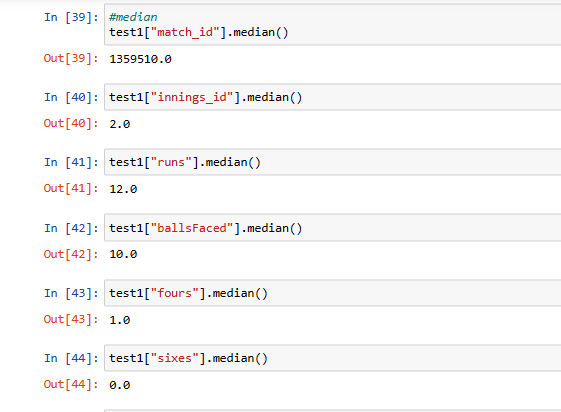 In [39]: #median
test1["match_id"].median()
Out[39]: 1359510.0
In [40]: test1["innings_id"].median()
Out[40]: 2.0
In [41]: test1["runs"].median()
Out[41]: 12.0
In [42]: test1["ballsFaced"].median()
Out[42]: 10.0
In [43]: test1["fours"].median()
Out[43]: 1.0
In [44]: test1["sixes"].median()
Out[44]: 0.0